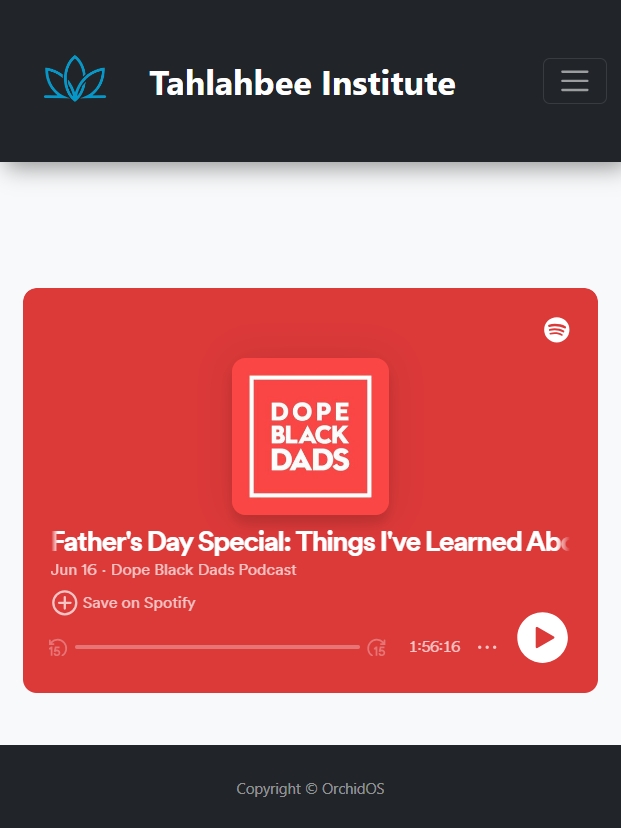 Tahlahbee Institute
DOPE
BLACK
DADS
Father's Day Special: Things I've Learned Abo
Jun 16 · Dope Black Dads Podcast
Save on Spotify
15
15
1:56:16
Copyright © OrchidOS